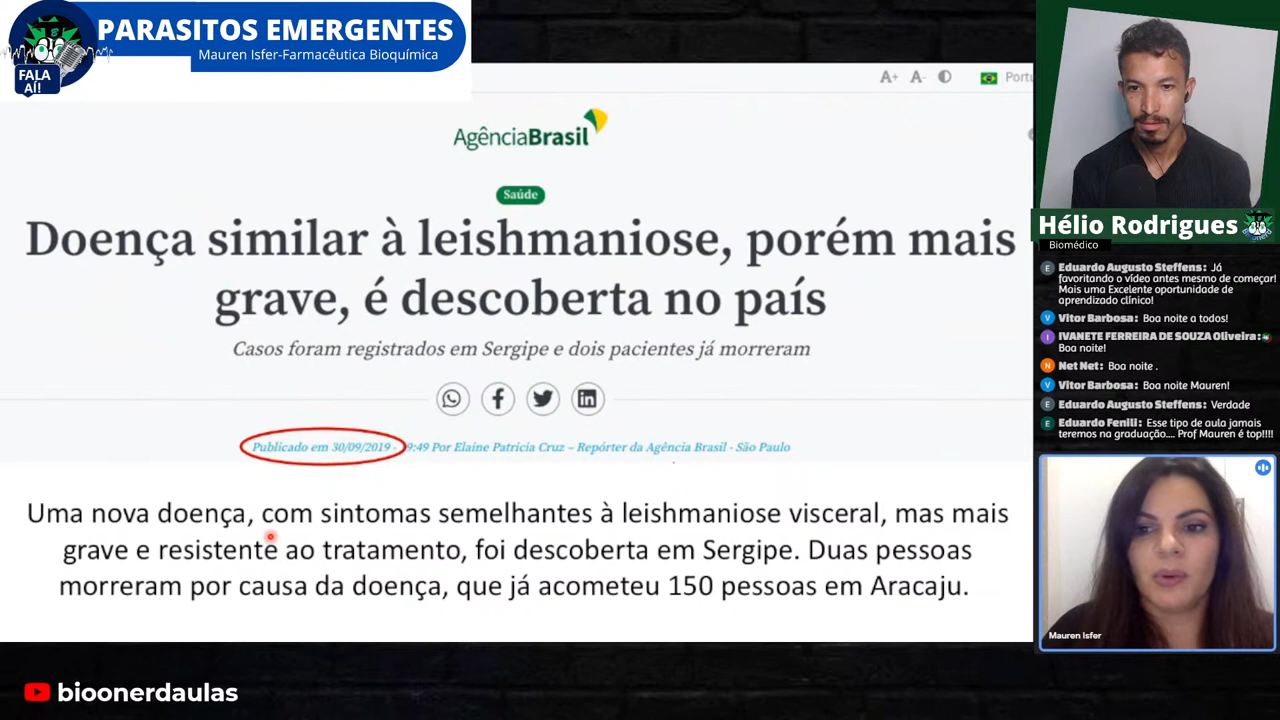 PARASITOS EMERGENTES
Mauren Isfer-Farmacêutica Bioquímica
FALA
AÍ!
A+ A-
AgênciaBrasil
Saúde
Doença similar à leishmaniose, porém mais
grave, é descoberta no país
Casos foram registrados em Sergipe e dois pacientes já morreram
Publicado em 30/09/2019 - 9:49 Por Elaine Patricia Cruz – Repórter da Agência Brasil - São Paulo
Uma nova doença, com sintomas semelhantes à leishmaniose visceral, mas mais
grave e resistente ao tratamento, foi descoberta em Sergipe. Duas pessoas
morreram por causa da doença, que já acometeu 150 pessoas em Aracaju.
bioonerdaulas
Hélio Rodrigues
Biomédico
E Eduardo Augusto Steffens: Já
favoritando o vídeo antes mesmo de começar!
Mais uma Excelente oportunidade de
aprendizado clínico!
V Vitor Barbosa: Boa noite a todos!
I IVANETE FERREIRA DE SOUZA Oliveira:
Boa noite!
N Net Net: Boa noite .
V Vitor Barbosa: Boa noite Mauren!
E Eduardo Augusto Steffens: Verdade
E Eduardo Fenili: Esse tipo de aula jamais
teremos na graduação.... Prof Mauren é top!!!!
Mauren Isfer